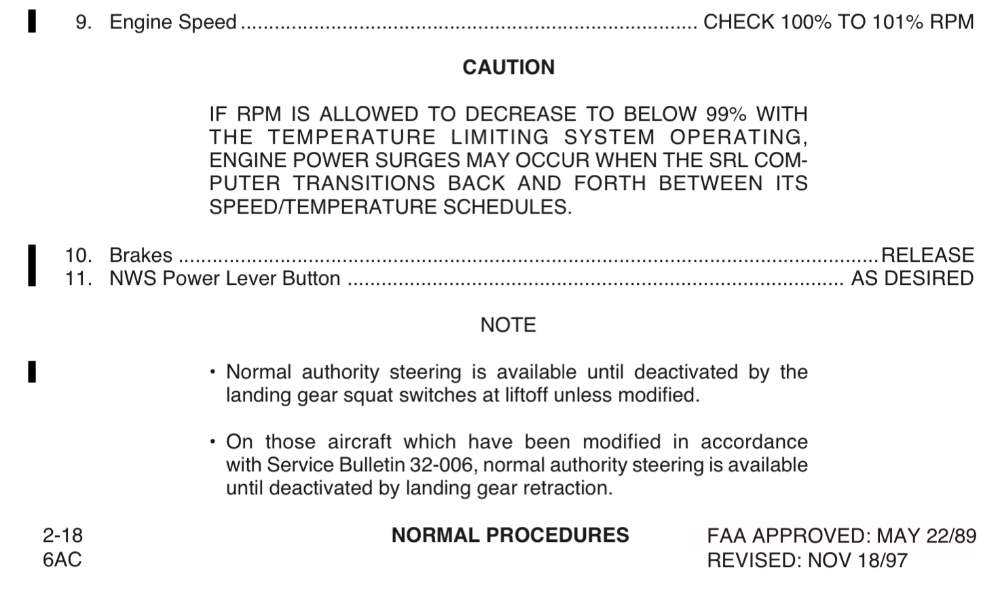 9. Engine Speed ................................................................................ CHECK 100% TO 101% RPM
CAUTION
IF RPM IS ALLOWED TO DECREASE TO BELOW 99% WITH
THE TEMPERATURE LIMITING SYSTEM OPERATING,
ENGINE POWER SURGES MAY OCCUR WHEN THE SRL COM-
PUTER TRANSITIONS BACK AND FORTH BETWEEN ITS
SPEED/TEMPERATURE SCHEDULES.
10. Brakes ............................................................................................................................ RELEASE
11. NWS Power Lever Button ........................................................................................ AS DESIRED
NOTE
• Normal authority steering is available until deactivated by the
landing gear squat switches at liftoff unless modified.
• On those aircraft which have been modified in accordance
with Service Bulletin 32-006, normal authority steering is available
until deactivated by landing gear retraction.
2-18 NORMAL PROCEDURES FAA APPROVED: MAY 22/89
6AC REVISED: NOV 18/97